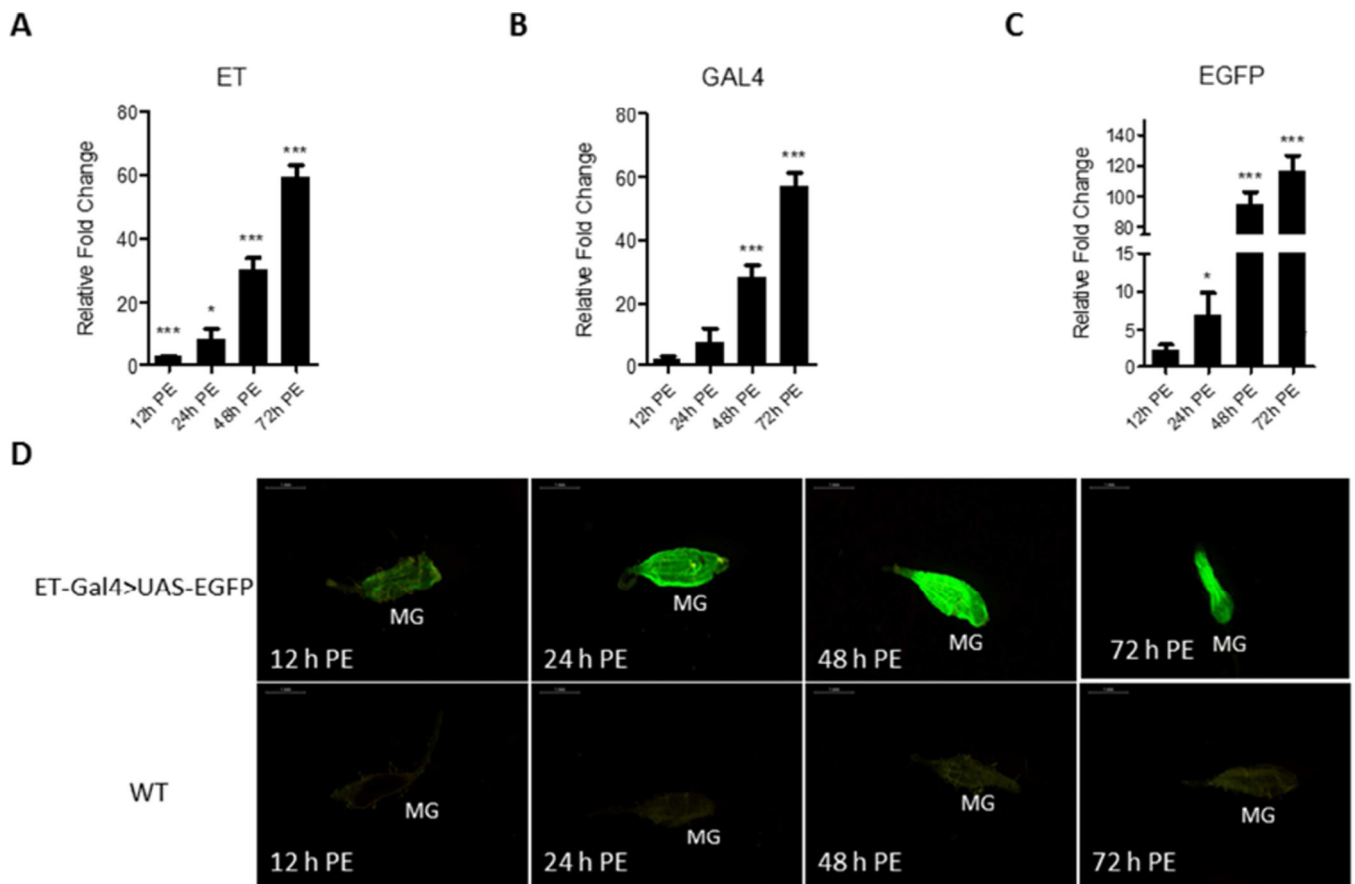 A
B
C
ET
GAL4
EGFP
Relative Fold Change
80
60
40
20
0
***
*
***
***
12h PE
24h PE
48h PE
72h PE
Relative Fold Change
80
60
40
20
0
***
***
12h PE
24h PE
48h PE
72h PE
Relative Fold Change
140
120
100
80
15
10
5
0
*
***
***
12h PE
24h PE
48h PE
72h PE
D
ET-Gal4>UAS-EGFP
MG
12 h PE
MG
24 h PE
MG
48 h PE
MG
72 h PE
WT
MG
12 h PE
MG
24 h PE
MG
48 h PE
MG
72 h PE